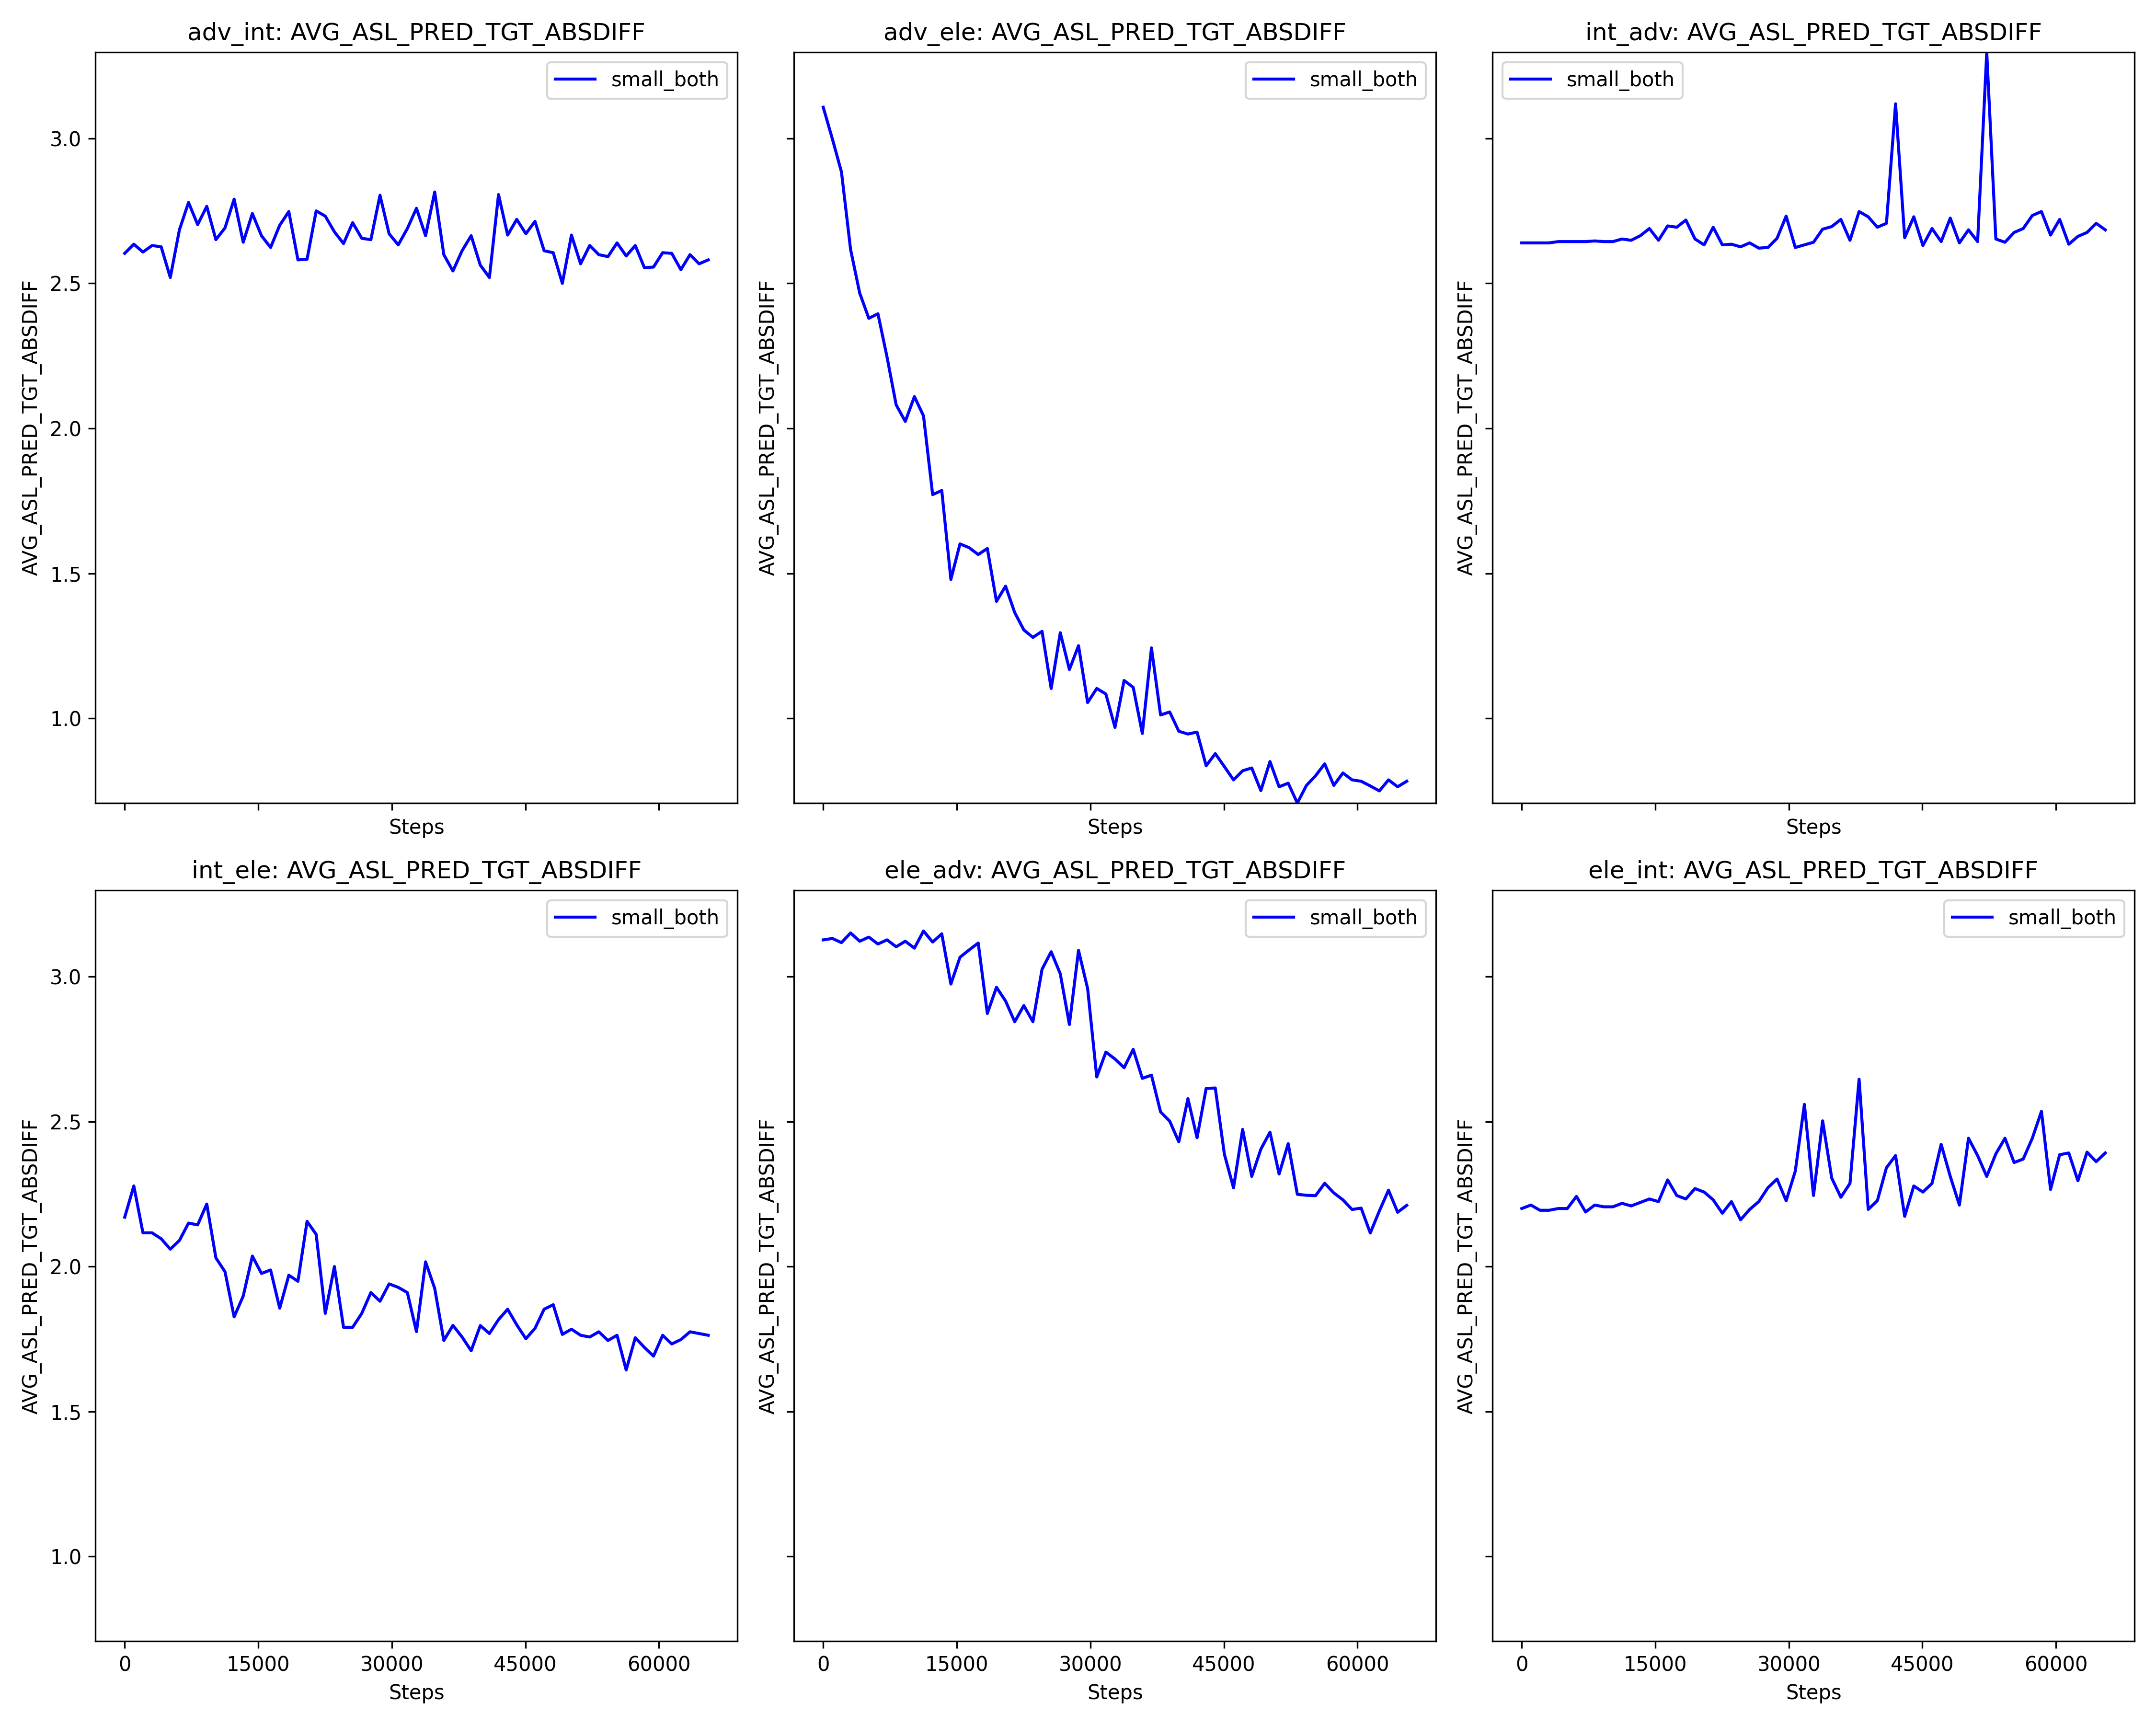 adv_int: AVG_ASL_PRED_TGT_ABSDIFF
small_both
AVG_ASL_PRED_TGT_ABSDIFF
3.0
2.5
2.0
1.5
1.0
Steps
adv_ele: AVG_ASL_PRED_TGT_ABSDIFF
small_both
AVG_ASL_PRED_TGT_ABSDIFF
Steps
int_adv: AVG_ASL_PRED_TGT_ABSDIFF
small_both
AVG_ASL_PRED_TGT_ABSDIFF
Steps
int_ele: AVG_ASL_PRED_TGT_ABSDIFF
small_both
AVG_ASL_PRED_TGT_ABSDIFF
3.0
2.5
2.0
1.5
1.0
0 15000 30000 45000 60000
Steps
ele_adv: AVG_ASL_PRED_TGT_ABSDIFF
small_both
AVG_ASL_PRED_TGT_ABSDIFF
0 15000 30000 45000 60000
Steps
ele_int: AVG_ASL_PRED_TGT_ABSDIFF
small_both
AVG_ASL_PRED_TGT_ABSDIFF
0 15000 30000 45000 60000
Steps